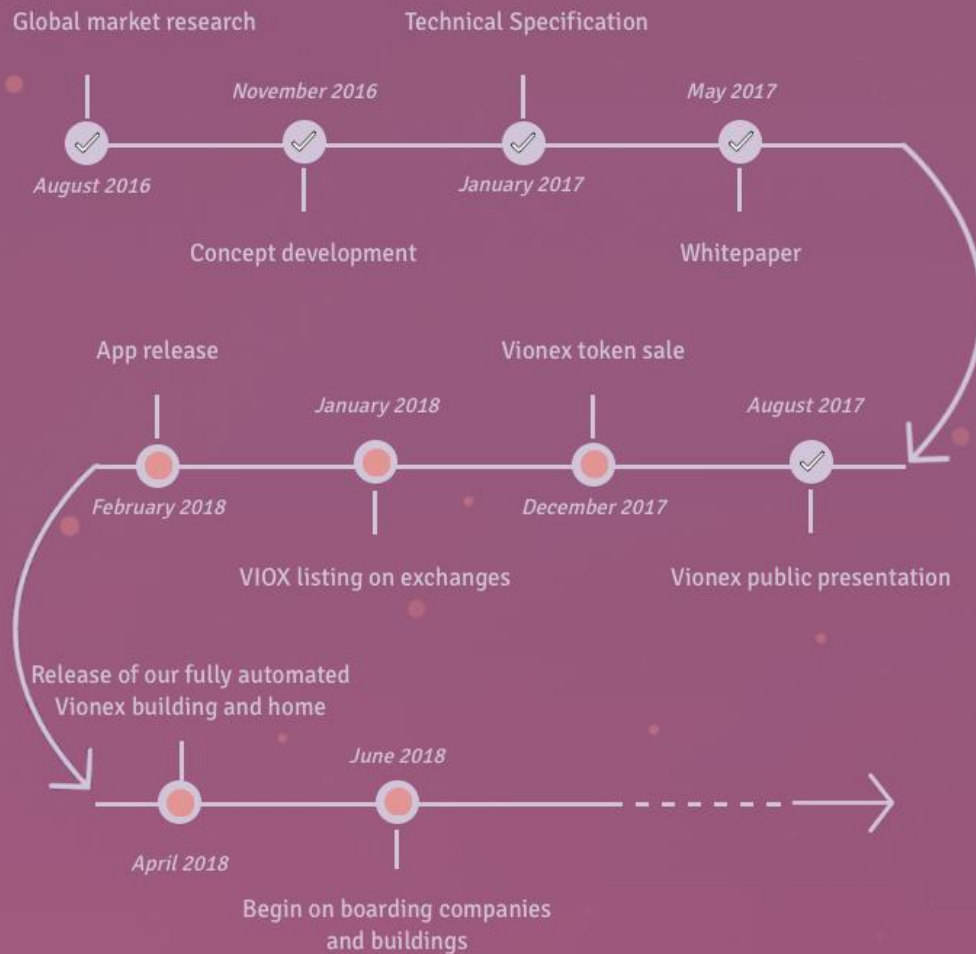 Global market research
August 2016
November 2016
Concept development
Technical Specification
January 2017
May 2017
Whitepaper
August 2017
Vionex public presentation
Vionex token sale
December 2017
January 2018
VIOX listing on exchanges
App release
February 2018
Release of our fully automated
Vionex building and home
April 2018
June 2018
Begin on boarding companies
and buildings